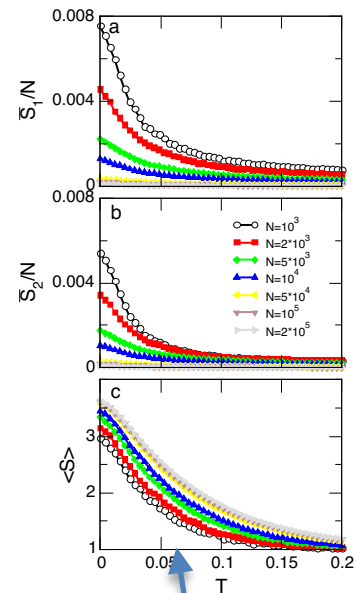 0.008
a
S̅₁/N
0.004
0
b
S̅₂/N
0.004
0
N=10³
N=2*10³
N=5*10³
N=10⁴
N=5*10⁴
N=10⁵
N=2*10⁵
c
<S>
3
2
1
0 0.05 0.1 0.15 0.2
T